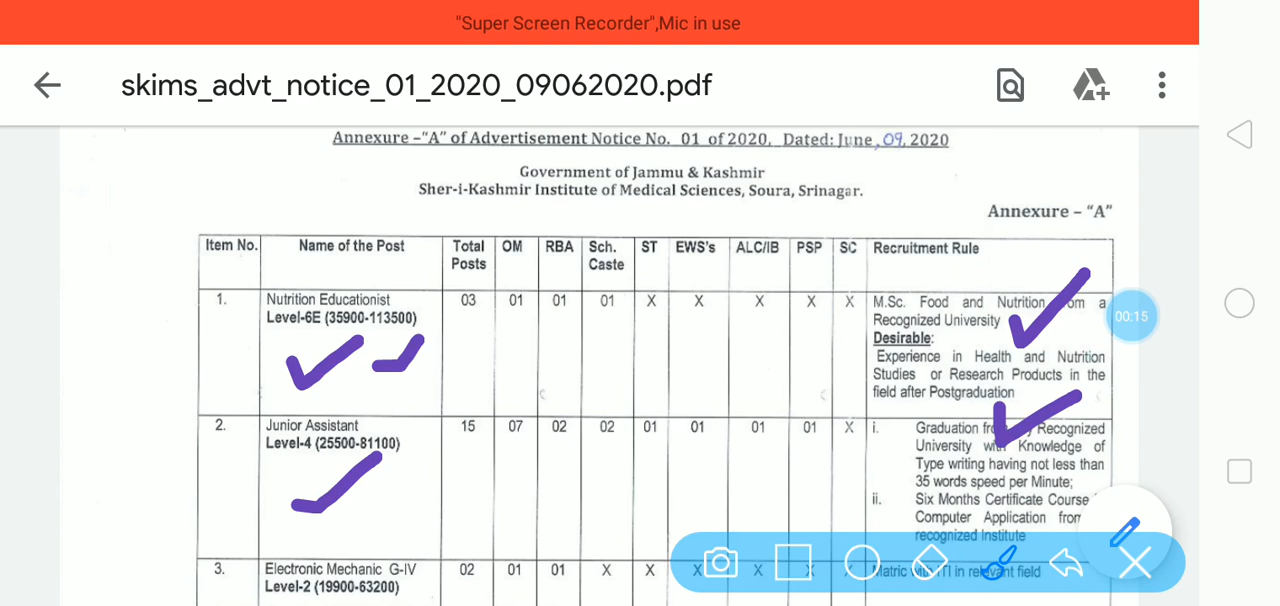 "Super Screen Recorder",Mic in use
skims_advt_notice_01_2020_09062020.pdf
Annexure –"A" of Advertisement Notice No. 01 of 2020, Dated: June, 09, 2020
Government of Jammu & Kashmir
Sher-i-Kashmir Institute of Medical Sciences, Soura, Srinagar.
Annexure – "A"
Item No. Name of the Post Total Posts OM RBA Sch. Caste ST EWS's ALC/IB PSP SC Recruitment Rule
1. Nutrition Educationist 03 01 01 01 X X X X X M.Sc. Food and Nutrition a
Level-6E (35900-113500) Recognized University
Desirable:
Experience in Health and Nutrition
Studies or Research Products in the
field after Postgraduation
00:15
2. Junior Assistant 15 07 02 02 01 01 01 01 X i. Graduation Recognized
Level-4 (25500-81100) University with Knowledge of
Type writing having not less than
35 words speed per Minute;
ii. Six Months Certificate Course
Computer Application from
recognized Institute
3. Electronic Mechanic G-IV 02 01 01 X X X X X Matric with ITI in relevant field
Level-2 (19900-63200)